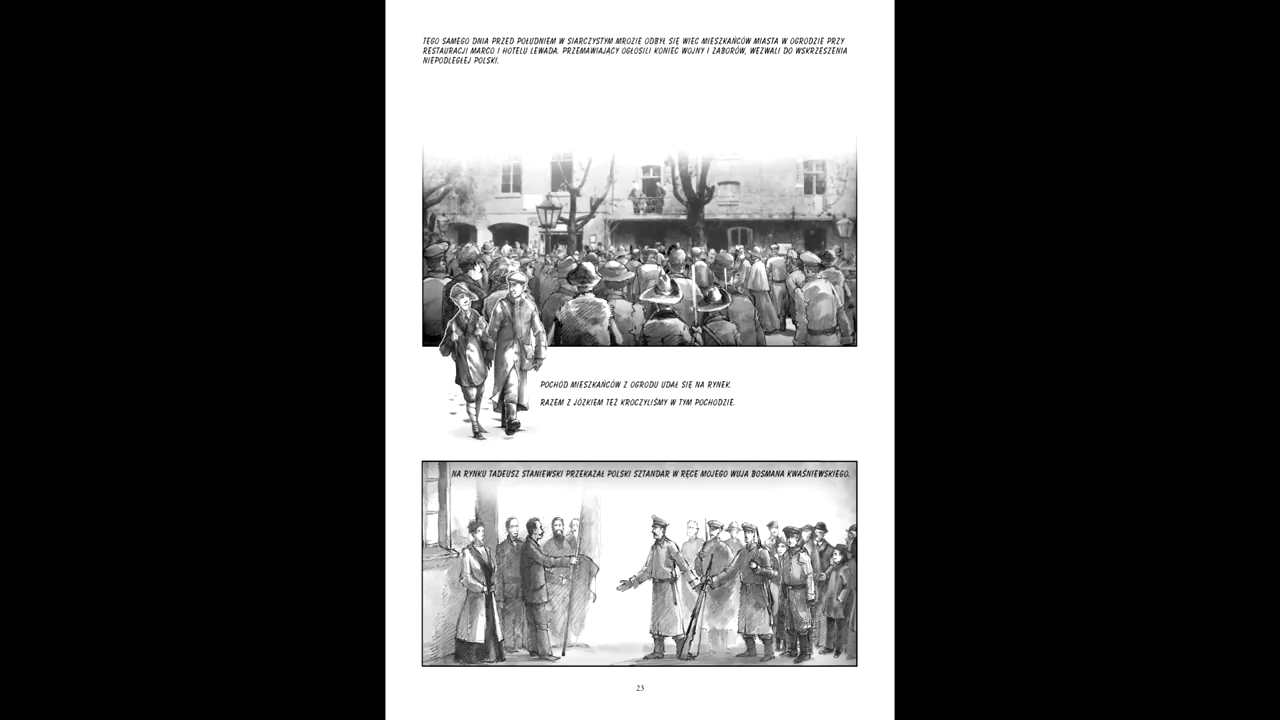 TEGO SAMEGO DNIA PRZED POŁUDNIEM W SIARCZYSTYM MROZIE ODBYŁ SIĘ WIEC MIESZKAŃCÓW MIASTA W OGRODZIE PRZY
RESTAURACJI MARCO I HOTELU LEWADA. PRZEMAWIAJĄCY OGŁOSILI KONIEC WOJNY I ZABORÓW, WEZWALI DO WSKRZESZENIA
NIEPODLEGŁEJ POLSKI.
POCHÓD MIESZKAŃCÓW Z OGRODU UDAŁ SIĘ NA RYNEK.
RAZEM Z JÓZKIEM TEŻ KROCZYLIŚMY W TYM POCHODZIE.
NA RYNKU TADEUSZ STANIEWSKI PRZEKAZAŁ POLSKI SZTANDAR W RĘCE MOJEGO WUJA BOSMANA KWAŚNIEWSKIEGO.
23